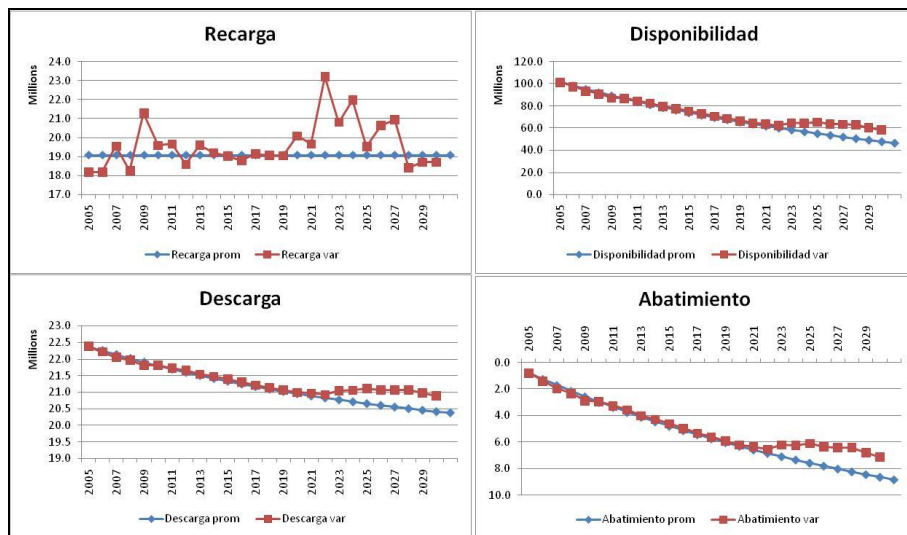 Recarga
Millions
24.0
23.0
22.0
21.0
20.0
19.0
18.0
17.0
2005 2007 2009 2011 2013 2015 2017 2019 2021 2023 2025 2027 2029
Recarga prom Recarga var
Disponibilidad
Millions
120.0
100.0
80.0
60.0
40.0
20.0
0.0
2005 2007 2009 2011 2013 2015 2017 2019 2021 2023 2025 2027 2029
Disponibilidad prom Disponibilidad var
Descarga
Millions
23.0
22.5
22.0
21.5
21.0
20.5
20.0
19.5
19.0
2005 2007 2009 2011 2013 2015 2017 2019 2021 2023 2025 2027 2029
Descarga prom Descarga var
Abatimiento
2005 2007 2009 2011 2013 2015 2017 2019 2021 2023 2025 2027 2029
0.0
2.0
4.0
6.0
8.0
10.0
Abatimiento prom Abatimiento var